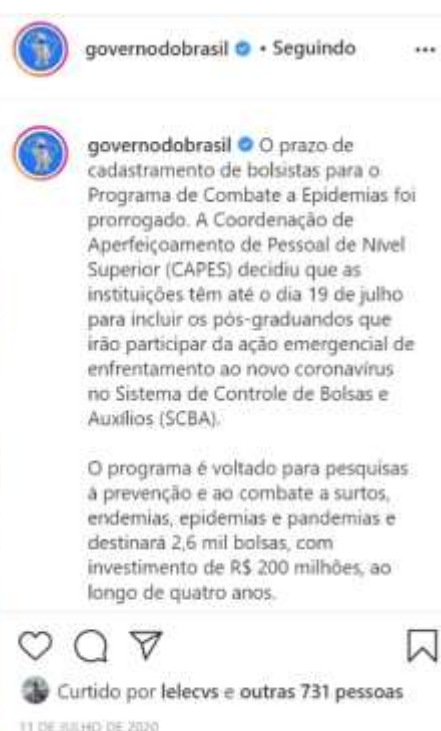 governodobrasil • Seguindo
governodobrasil O prazo de
cadastramento de bolsistas para o
Programa de Combate a Epidemias foi
prorrogado. A Coordenação de
Aperfeiçoamento de Pessoal de Nível
Superior (CAPES) decidiu que as
instituições têm até o dia 19 de julho
para incluir os pós-graduandos que
irão participar da ação emergencial de
enfrentamento ao novo coronavírus
no Sistema de Controle de Bolsas e
Auxílios (SCBA).
O programa é voltado para pesquisas
à prevenção e ao combate a surtos,
endemias, epidemias e pandemias e
destinará 2,6 mil bolsas, com
investimento de R$ 200 milhões, ao
longo de quatro anos.
Curtido por lelecvs e outras 731 pessoas
11 DE JULHO DE 2020